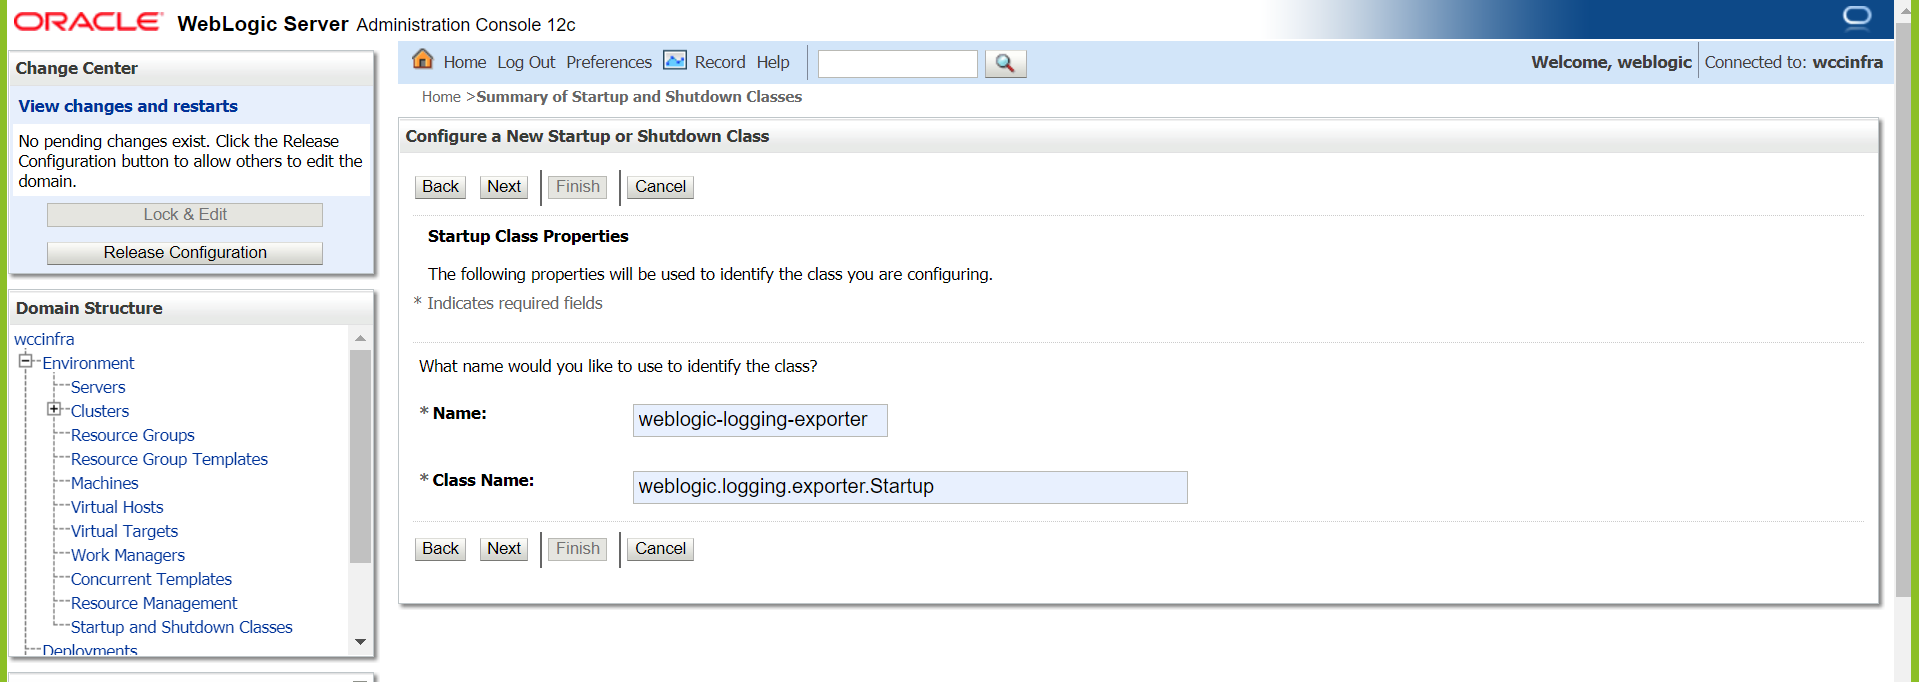 ORACLE WebLogic Server Administration Console 12c
Change Center
View changes and restarts
No pending changes exist. Click the Release
Configuration button to allow others to edit the
domain.
Lock & Edit
Release Configuration
Domain Structure
wccinfra
Environment
Servers
Clusters
Resource Groups
Resource Group Templates
Machines
Virtual Hosts
Virtual Targets
Work Managers
Concurrent Templates
Resource Management
Startup and Shutdown Classes
Deployments
Home Log Out Preferences Record Help
Welcome, weblogic Connected to: wccinfra
Home >Summary of Startup and Shutdown Classes
Configure a New Startup or Shutdown Class
Back Next Finish Cancel
Startup Class Properties
The following properties will be used to identify the class you are configuring.
* Indicates required fields
What name would you like to use to identify the class?
* Name: weblogic-logging-exporter
* Class Name: weblogic.logging.exporter.Startup
Back Next Finish Cancel